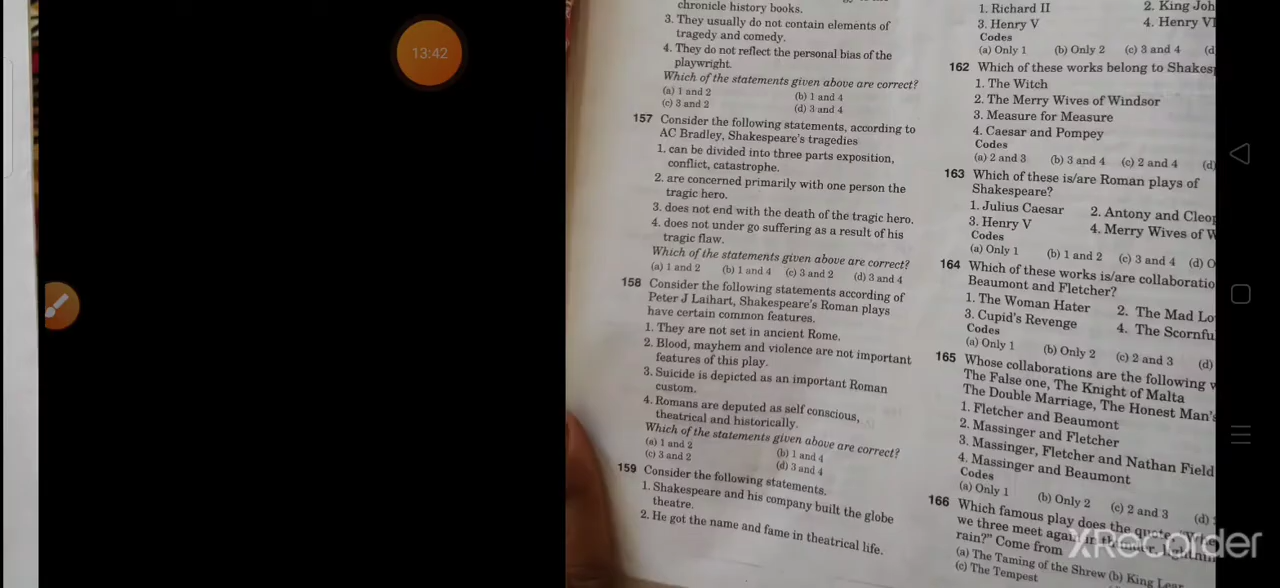 13:42
chronicle history books.
3. They usually do not contain elements of
tragedy and comedy.
4. They do not reflect the personal bias of the
playwright.
Which of the statements given above are correct?
(a) 1 and 2 (b) 1 and 4
(c) 3 and 2 (d) 3 and 4
157 Consider the following statements, according to
AC Bradley, Shakespeare's tragedies
1. can be divided into three parts exposition,
conflict, catastrophe.
2. are concerned primarily with one person the
tragic hero.
3. does not end with the death of the tragic hero.
4. does not under go suffering as a result of his
tragic flaw.
Which of the statements given above are correct?
(a) 1 and 2 (b) 1 and 4 (c) 3 and 2 (d) 3 and 4
158 Consider the following statements according of
Peter J Laihart, Shakespeare's Roman plays
have certain common features.
1. They are not set in ancient Rome.
2. Blood, mayhem and violence are not important
features of this play.
3. Suicide is depicted as an important Roman
custom.
4. Romans are deputed as self conscious,
theatrical and historically.
Which of the statements given above are correct?
(a) 1 and 2 (b) 1 and 4
(c) 3 and 2 (d) 3 and 4
159 Consider the following statements.
1. Shakespeare and his company built the globe
theatre.
2. He got the name and fame in theatrical life.
1. Richard II 2. King Joh
3. Henry V 4. Henry VI
Codes
(a) Only 1 (b) Only 2 (c) 3 and 4 (d
162 Which of these works belong to Shakesp
1. The Witch
2. The Merry Wives of Windsor
3. Measure for Measure
4. Caesar and Pompey
Codes
(a) 2 and 3 (b) 3 and 4 (c) 2 and 4 (d)
163 Which of these is/are Roman plays of
Shakespeare?
1. Julius Caesar 2. Antony and Cleop
3. Henry V 4. Merry Wives of W
Codes
(a) Only 1 (b) 1 and 2 (c) 3 and 4 (d) O
164 Which of these works is/are collaboratio
Beaumont and Fletcher?
1. The Woman Hater 2. The Mad Lo
3. Cupid's Revenge 4. The Scornfu
Codes
(a) Only 1 (b) Only 2 (c) 2 and 3 (d)
165 Whose collaborations are the following w
The False one, The Knight of Malta
The Double Marriage, The Honest Man's
1. Fletcher and Beaumont
2. Massinger and Fletcher
3. Massinger, Fletcher and Nathan Field
4. Massinger and Beaumont
Codes
(a) Only 1 (b) Only 2 (c) 2 and 3 (d)
166 Which famous play does the quote,
we three meet again in thunder,
rain?" Come from
(a) The Taming of the Shrew (b) King Lear
(c) The Tempest
XRecorder